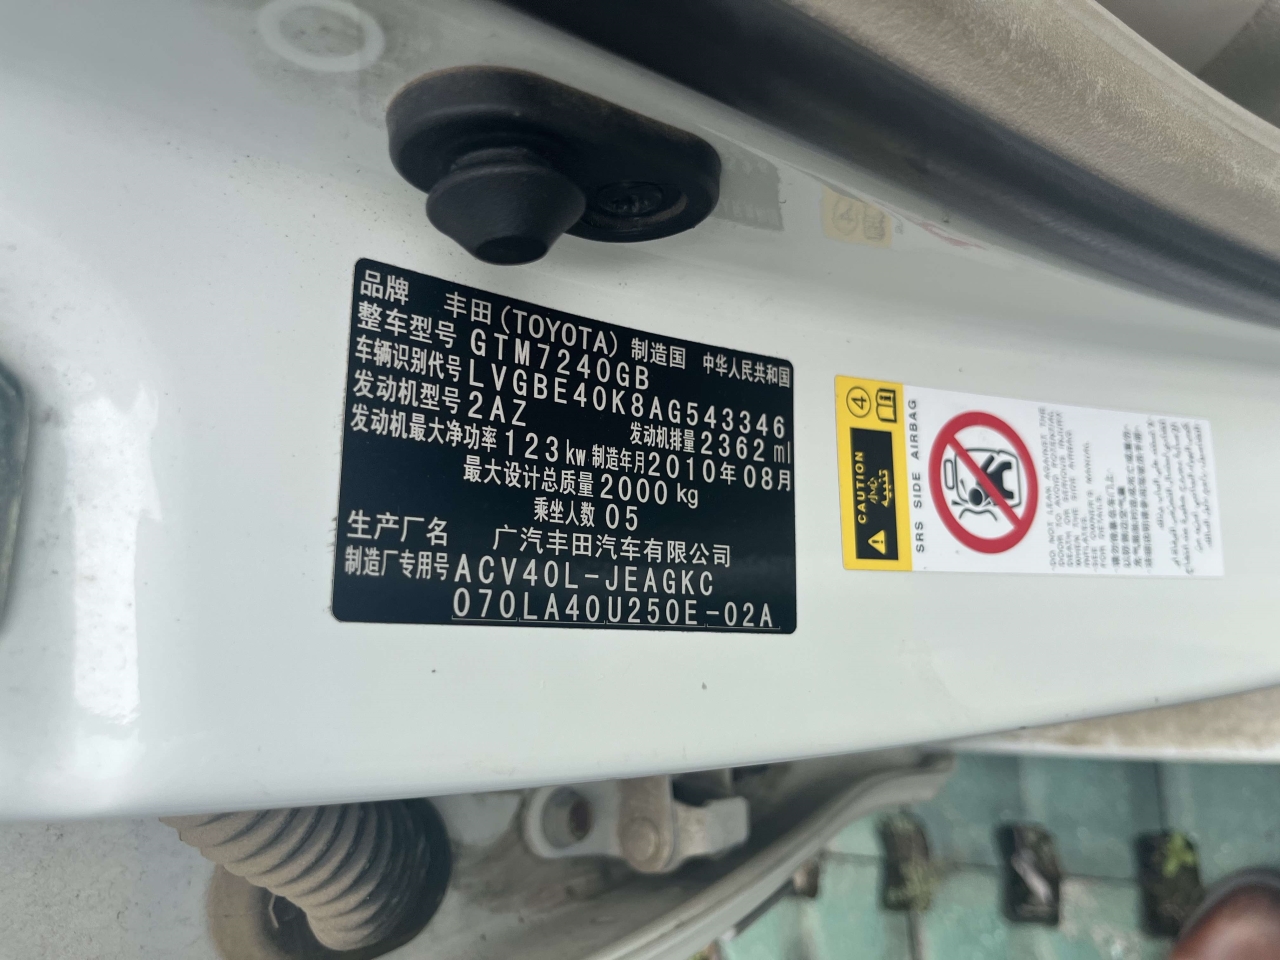 品牌 丰田(TOYOTA) 制造国 中华人民共和国
整车型号 GTM7240GB
车辆识别代号 LVGBE40K8AG543346
发动机型号 2AZ 发动机排量 2362 ml
发动机最大净功率 123 kw 制造年月 2010年08月
最大设计总质量 2000 kg
乘坐人数 05
生产厂名 广汽丰田汽车有限公司
制造厂专用号 ACV40L-JEAGKC
070LA40U250E-02A
4
CAUTION
小心
تنبيه
SRS SIDE AIRBAG